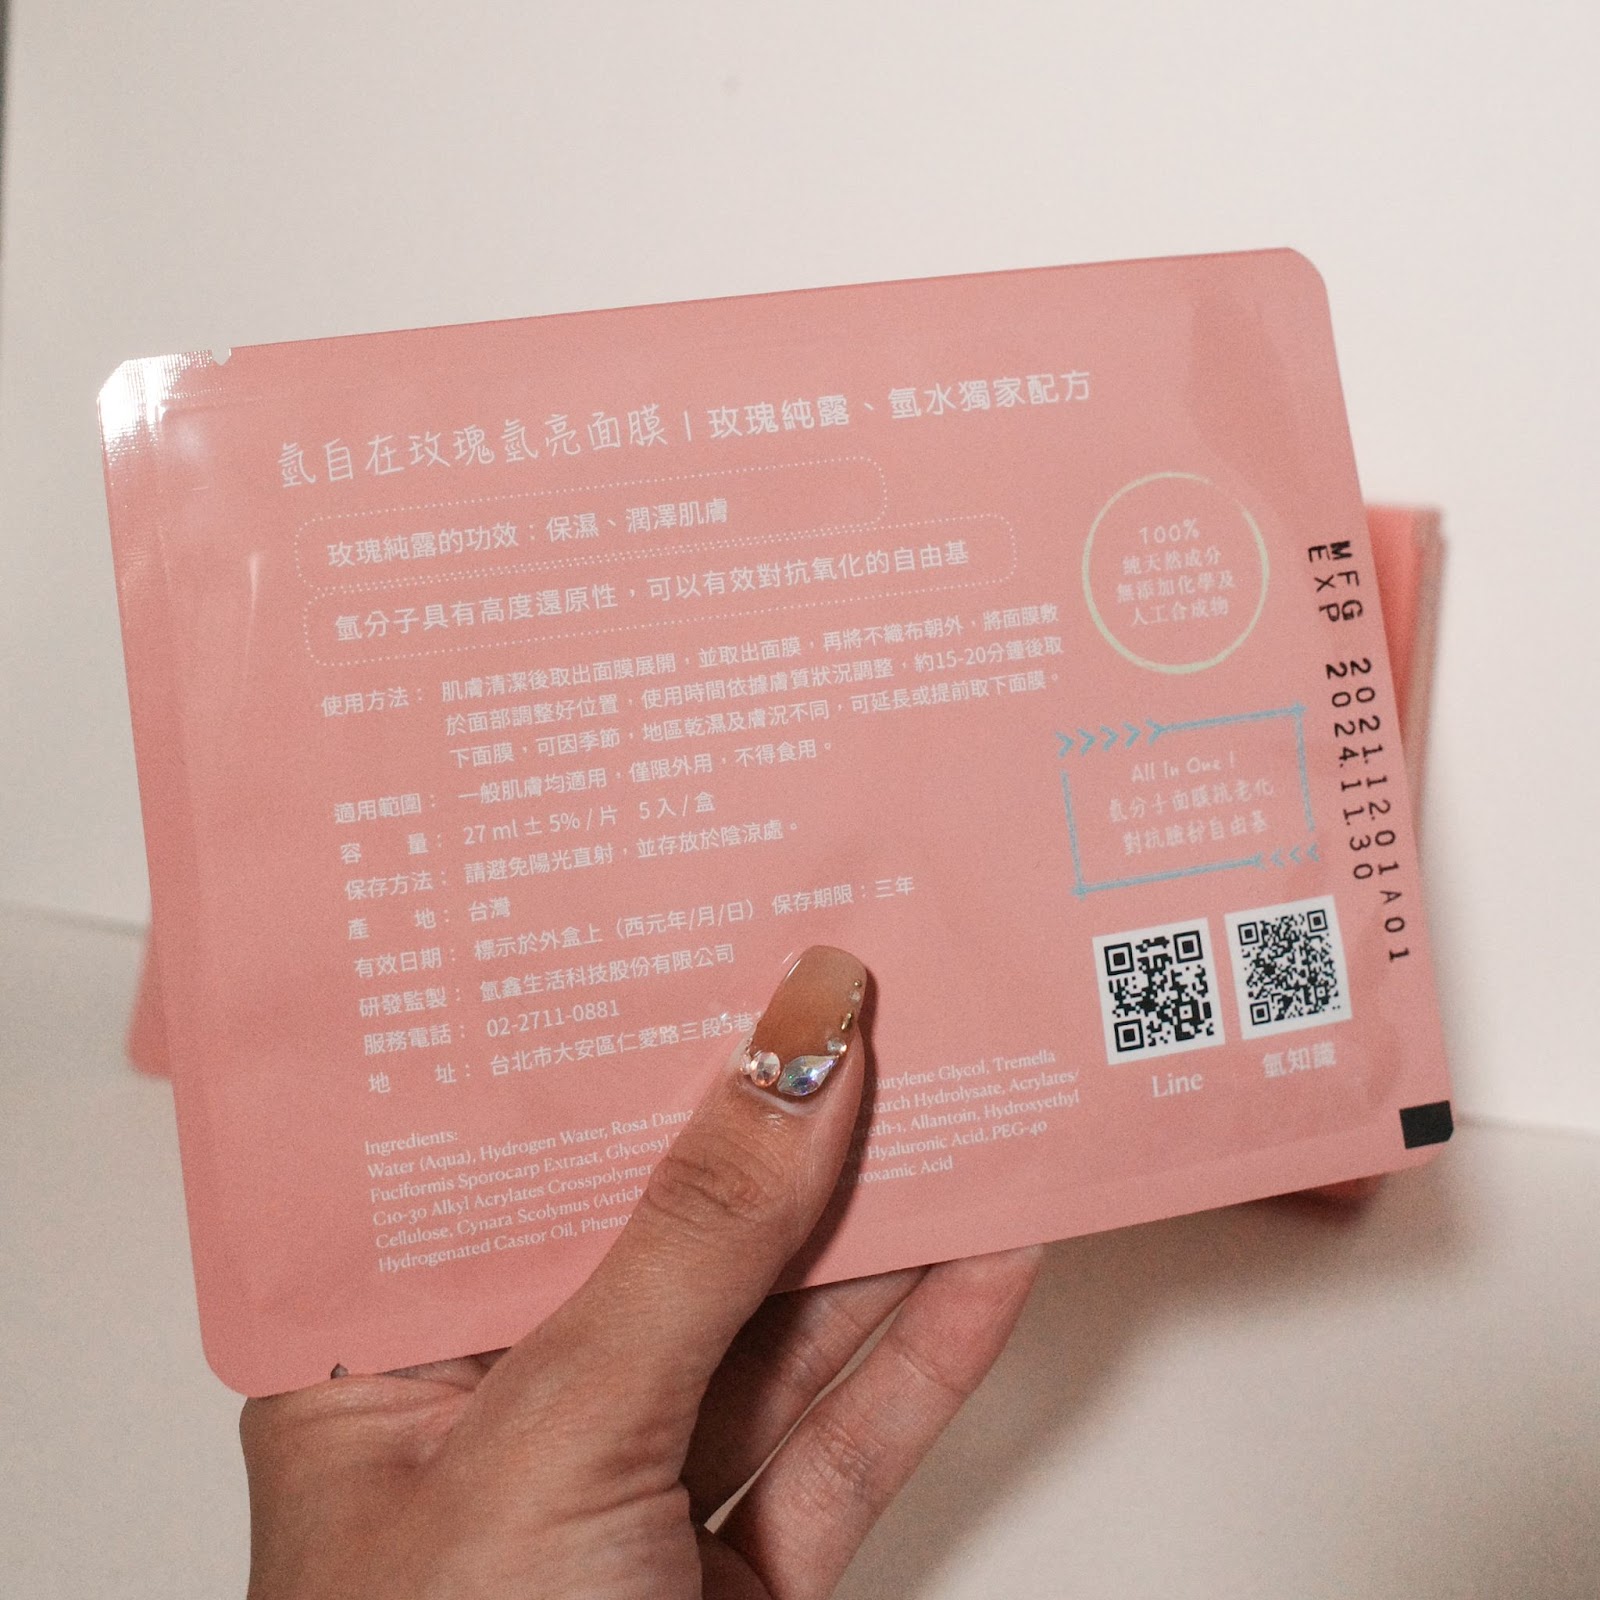 氫自在玫瑰氫亮面膜 | 玫瑰純露、氫水獨家配方
玫瑰純露的功效：保濕、潤澤肌膚
氫分子具有高度還原性，可以有效對抗氧化的自由基
使用方法：肌膚清潔後取出面膜展開，並取出面膜，再將不織布朝外，將面膜敷
於面部調整好位置，使用時間依據膚質狀況調整，約15-20分鐘後取
下面膜，可因季節，地區乾濕及膚況不同，可延長或提前取下面膜。
適用範圍：一般肌膚均適用，僅限外用，不得食用。
容 量：27 ml ± 5% / 片 5 入 / 盒
保存方法：請避免陽光直射，並存放於陰涼處。
產 地：台灣
有效日期：標示於外盒上（西元年/月/日） 保存期限：三年
研發監製：氫鑫生活科技股份有限公司
服務電話：02-2711-0881
地 址：台北市大安區仁愛路三段5巷
Ingredients:
Water (Aqua), Hydrogen Water, Rosa Butylene Glycol, Tremella
Fuciformis Sporocarp Extract, Starch Hydrolysate, Acrylates/
C10-30 Alkyl Acrylates Crosspolymer Allantoin, Hydroxyethyl
Cellulose, Cynara Scolymus Hyaluronic Acid, PEG-40
Hydrogenated Castor Oil, Acid
100%
純天然成分
無添加化學及
人工合成物
All In One !
氫分子面膜抗老化
對抗臉部自由基
Line
氫知識
MFG 2021.12.01A01
EXP 2024.11.30